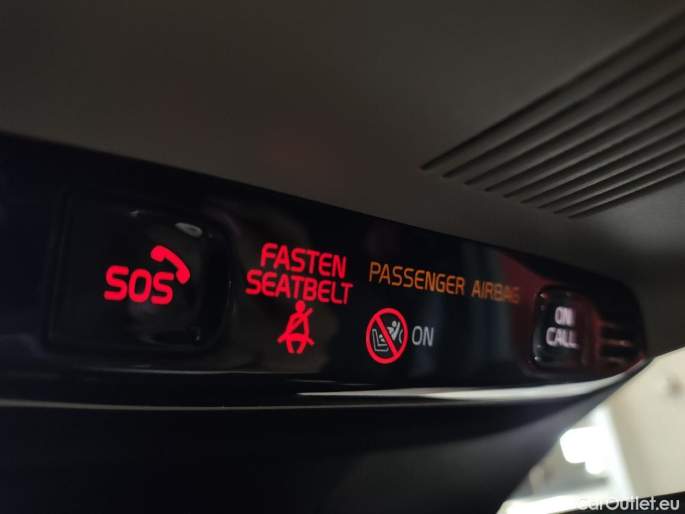 SOS
FASTEN
SEATBELT
PASSENGER AIRBAG
ON
ON
CALL
carOutlet.eu